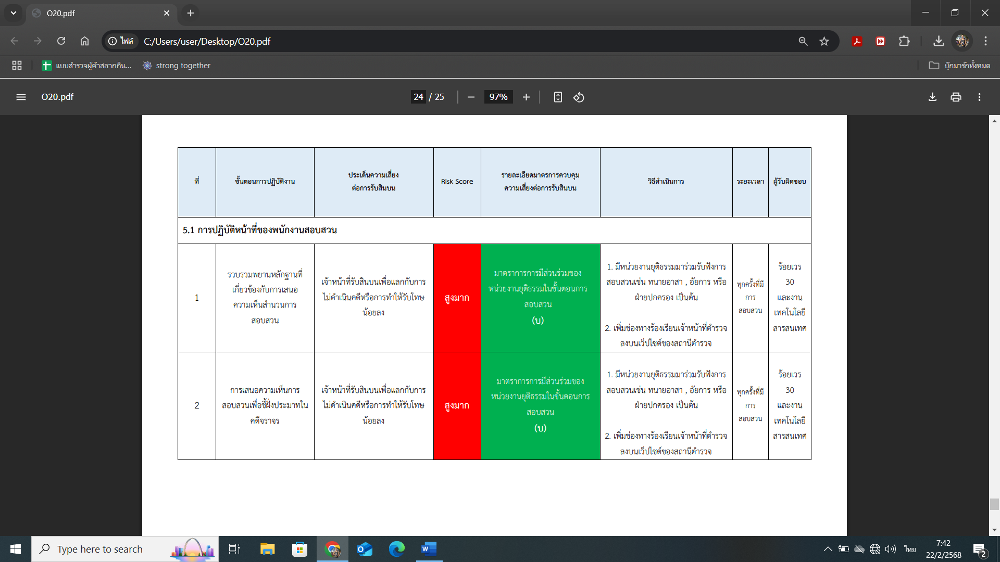 O20.pdf
ไฟล์
C:/Users/user/Desktop/O20.pdf
แบบสำรวจผู้ค้าสลากกิน...
strong together
บุ๊กมาร์กทั้งหมด
O20.pdf
24 / 25
97%
ที่
ขั้นตอนการปฏิบัติงาน
ประเด็นความเสี่ยง
ต่อการรับสินบน
Risk Score
รายละเอียดมาตรการควบคุม
ความเสี่ยงต่อการรับสินบน
วิธีดำเนินการ
ระยะเวลา
ผู้รับผิดชอบ
5.1 การปฏิบัติหน้าที่ของพนักงานสอบสวน
1
รวบรวมพยานหลักฐานที่
เกี่ยวข้องกับการเสนอ
ความเห็นสำนวนการ
สอบสวน
เจ้าหน้าที่รับสินบนเพื่อแลกกับการ
ไม่ดำเนินคดีหรือการทำให้รับโทษ
น้อยลง
สูงมาก
มาตราการการมีส่วนร่วมของ
หน่วยงานยุติธรรมในขั้นตอนการ
สอบสวน
(บ)
1. มีหน่วยงานยุติธรรมมาร่วมรับฟังการ
สอบสวนเช่น ทนายอาสา , อัยการ หรือ
ฝ่ายปกครอง เป็นต้น
2. เพิ่มช่องทางร้องเรียนเจ้าหน้าที่ตำรวจ
ลงบนเว็ปไซต์ของสถานีตำรวจ
ทุกครั้งที่มี
การ
สอบสวน
ร้อยเวร
30
และงาน
เทคโนโลยี
สารสนเทศ
2
การเสนอความเห็นการ
สอบสวนเพื่อชี้ฝั่งประมาทใน
คดีจราจร
เจ้าหน้าที่รับสินบนเพื่อแลกกับการ
ไม่ดำเนินคดีหรือการทำให้รับโทษ
น้อยลง
สูงมาก
มาตราการการมีส่วนร่วมของ
หน่วยงานยุติธรรมในขั้นตอนการ
สอบสวน
(บ)
1. มีหน่วยงานยุติธรรมมาร่วมรับฟังการ
สอบสวนเช่น ทนายอาสา , อัยการ หรือ
ฝ่ายปกครอง เป็นต้น
2. เพิ่มช่องทางร้องเรียนเจ้าหน้าที่ตำรวจ
ลงบนเว็ปไซต์ของสถานีตำรวจ
ทุกครั้งที่มี
การ
สอบสวน
ร้อยเวร
30
และงาน
เทคโนโลยี
สารสนเทศ
Type here to search
ไทย
7:42
22/2/2568
2